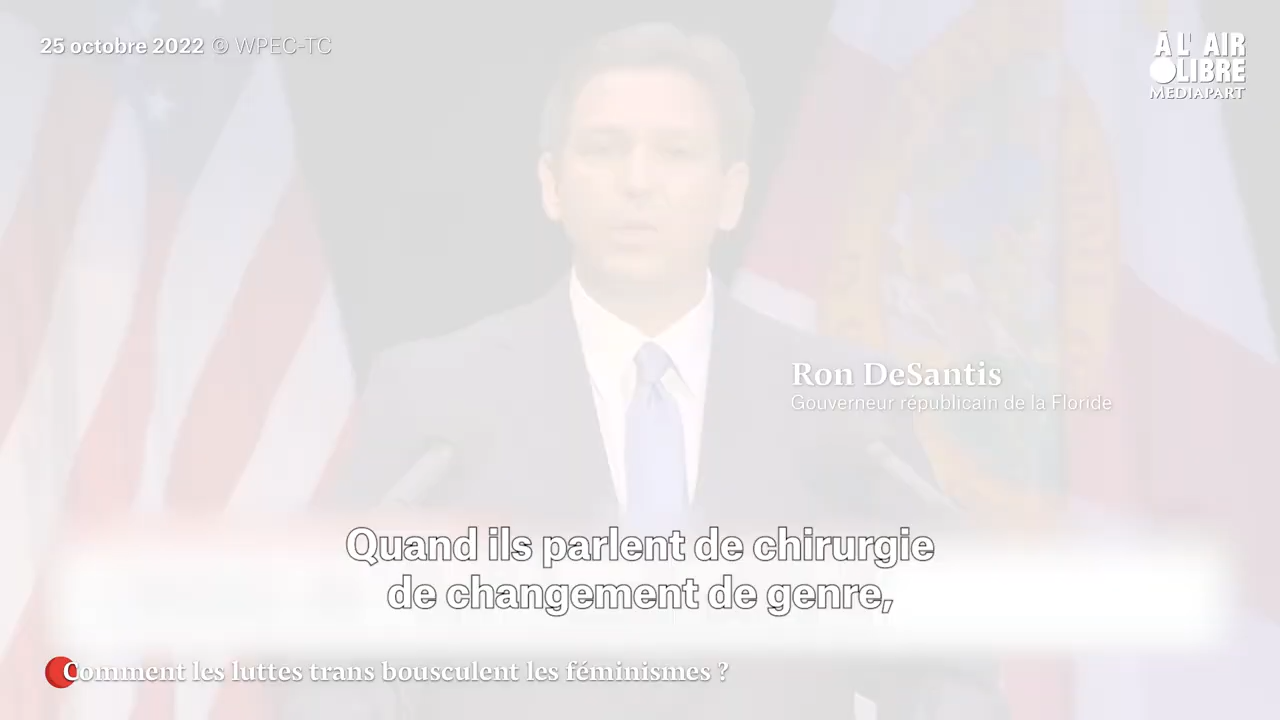 25 octobre 2022 © WPEC-TC
À L' AIR
LIBRE
MEDIAPART
Ron DeSantis
Gouverneur républicain de la Floride
Quand ils parlent de chirurgie
de changement de genre,
Comment les luttes trans bousculent les féminismes ?